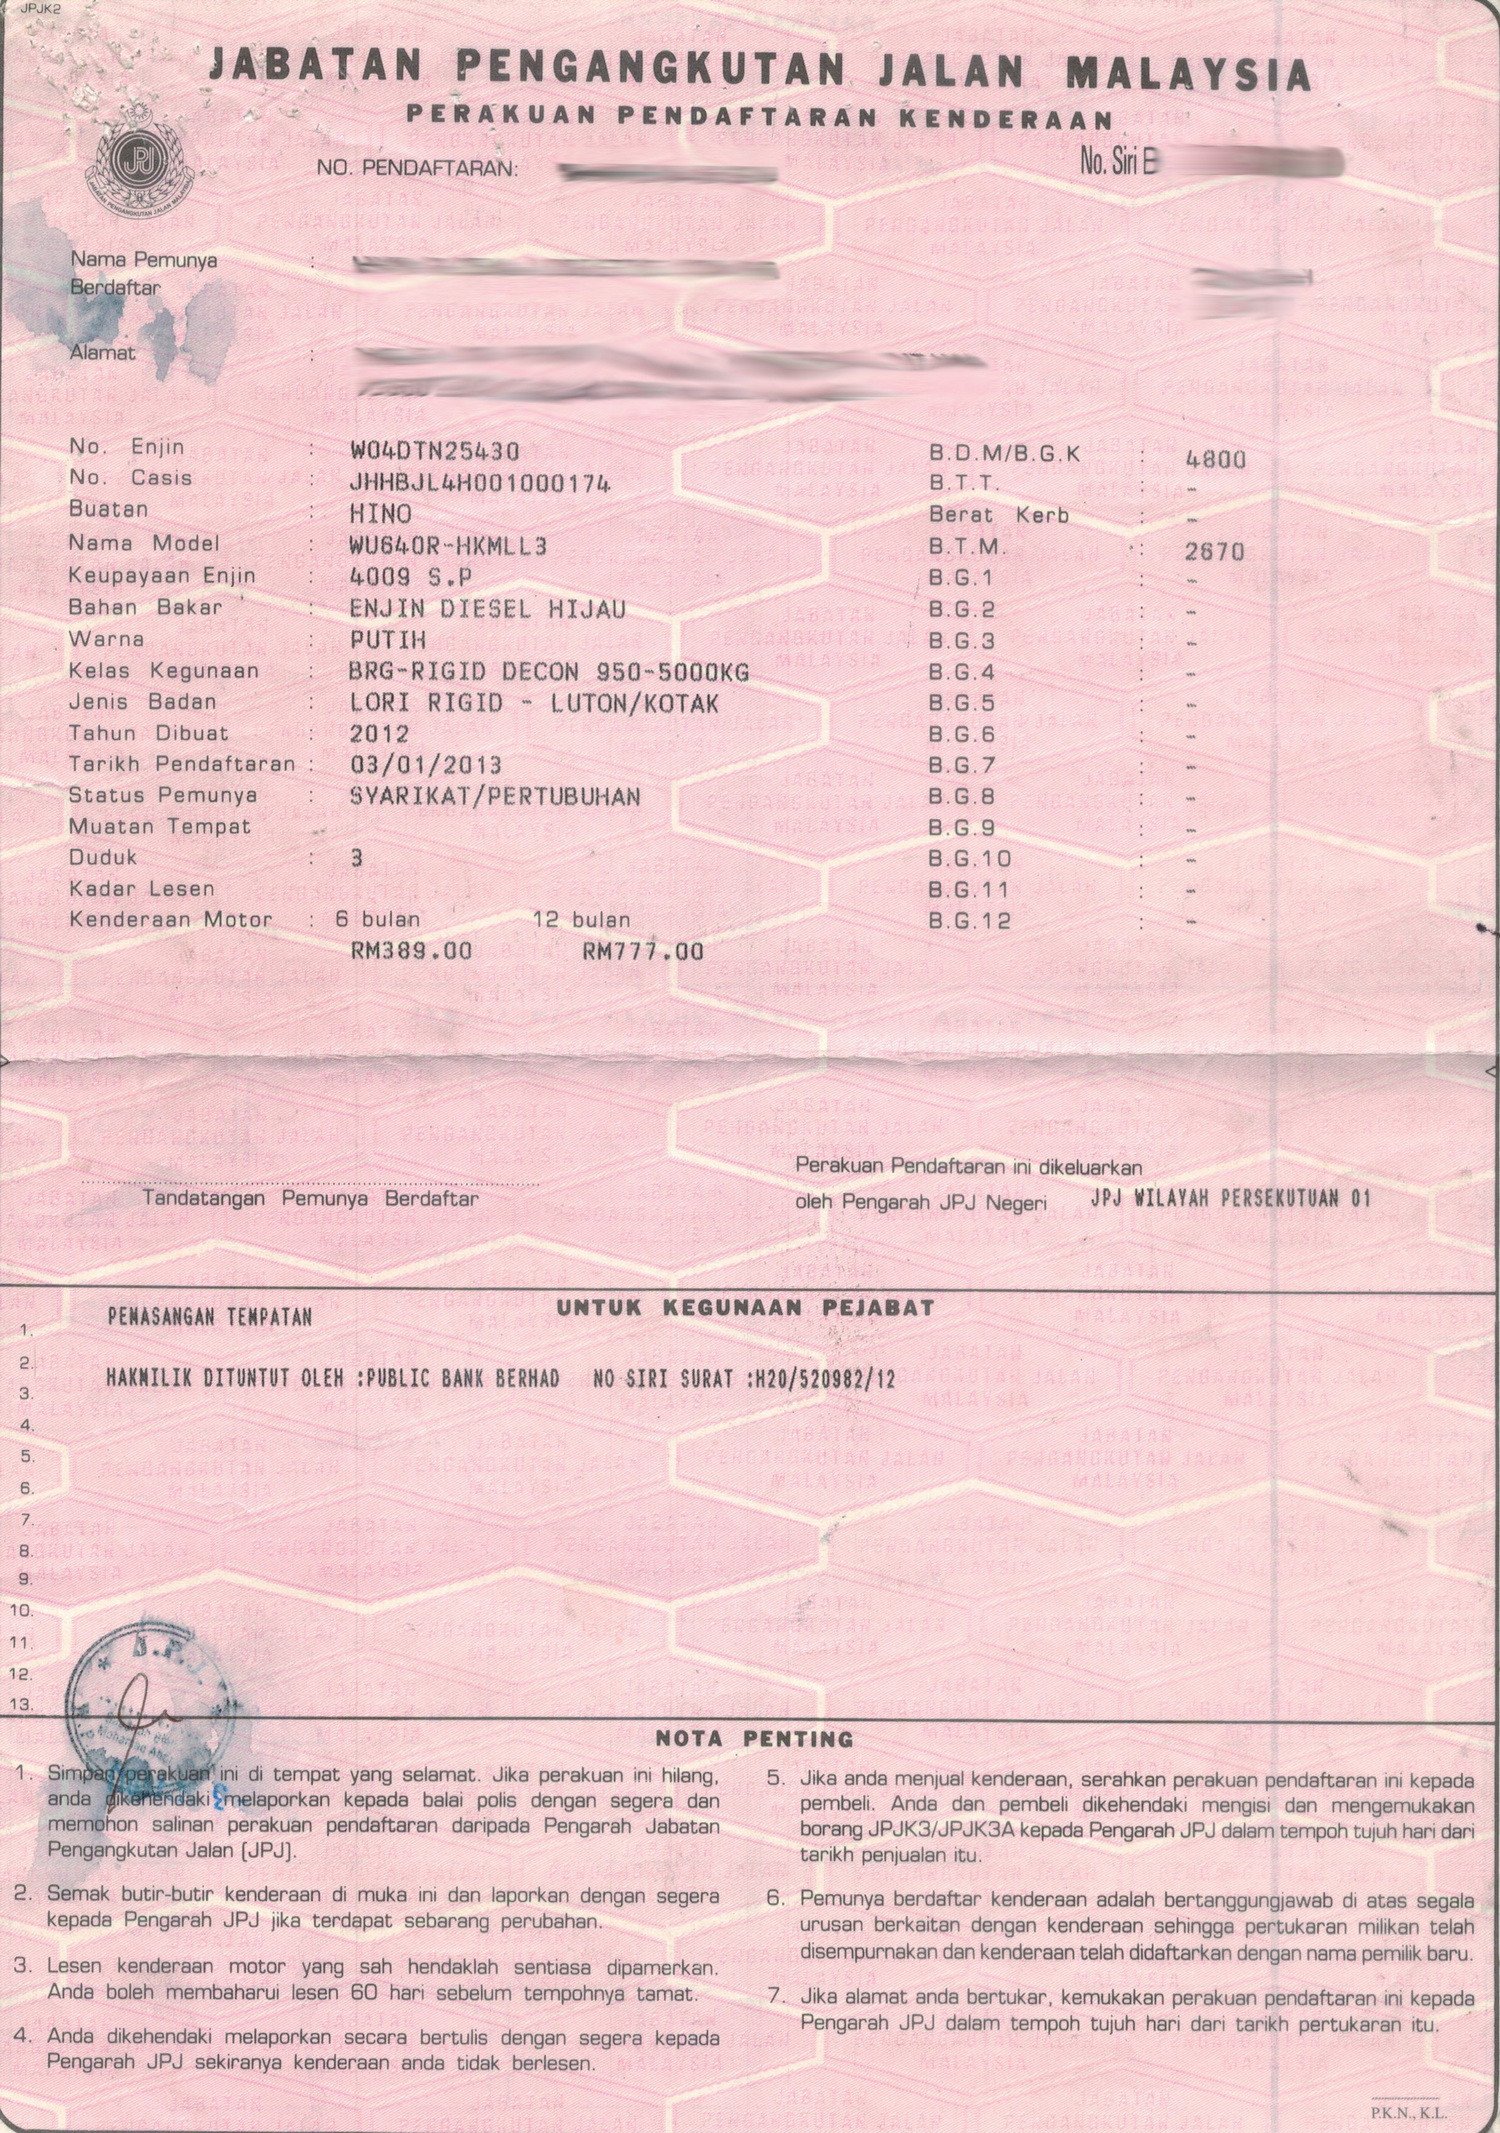 JPJK2
JABATAN PENGANGKUTAN JALAN MALAYSIA
PERAKUAN PENDAFTARAN KENDERAAN
NO. PENDAFTARAN:
No. Siri B
JPJ
JABATAN PENGANGKUTAN JALAN MALAYSIA
Nama Pemunya :
Berdaftar
Alamat :
No. Enjin : W04DTN25430 B.D.M/B.G.K : 4800
No. Casis : JHHBJL4H001000174 B.T.T. : -
Buatan : HINO Berat Kerb : -
Nama Model : WU640R-HKMLL3 B.T.M. : 2670
Keupayaan Enjin : 4009 S.P B.G.1 : -
Bahan Bakar : ENJIN DIESEL HIJAU B.G.2 : -
Warna : PUTIH B.G.3 : -
Kelas Kegunaan : BRG-RIGID DECON 950-5000KG B.G.4 : -
Jenis Badan : LORI RIGID - LUTON/KOTAK B.G.5 : -
Tahun Dibuat : 2012 B.G.6 : -
Tarikh Pendaftaran : 03/01/2013 B.G.7 : -
Status Pemunya : SYARIKAT/PERTUBUHAN B.G.8 : -
Muatan Tempat B.G.9 : -
Duduk : 3 B.G.10 : -
Kadar Lesen B.G.11 : -
Kenderaan Motor : 6 bulan 12 bulan B.G.12 : -
RM389.00 RM777.00
Tandatangan Pemunya Berdaftar
Perakuan Pendaftaran ini dikeluarkan
oleh Pengarah JPJ Negeri JPJ WILAYAH PERSEKUTUAN 01
UNTUK KEGUNAAN PEJABAT
PEMASANGAN TEMPATAN
1.
2.
HAKMILIK DITUNTUT OLEH :PUBLIC BANK BERHAD NO SIRI SURAT :H20/520982/12
3.
4.
5.
6.
7.
8.
9.
10.
11.
12.
13.
NOTA PENTING
1. Simpan perakuan ini di tempat yang selamat. Jika perakuan ini hilang,
anda dikehendaki melaporkan kepada balai polis dengan segera dan
memohon salinan perakuan pendaftaran daripada Pengarah Jabatan
Pengangkutan Jalan (JPJ).
2. Semak butir-butir kenderaan di muka ini dan laporkan dengan segera
kepada Pengarah JPJ jika terdapat sebarang perubahan.
3. Lesen kenderaan motor yang sah hendaklah sentiasa dipamerkan.
Anda boleh membaharui lesen 60 hari sebelum tempohnya tamat.
4. Anda dikehendaki melaporkan secara bertulis dengan segera kepada
Pengarah JPJ sekiranya kenderaan anda tidak berlesen.
5. Jika anda menjual kenderaan, serahkan perakuan pendaftaran ini kepada
pembeli. Anda dan pembeli dikehendaki mengisi dan mengemukakan
borang JPJK3/JPJK3A kepada Pengarah JPJ dalam tempoh tujuh hari dari
tarikh penjualan itu.
6. Pemunya berdaftar kenderaan adalah bertanggungjawab di atas segala
urusan berkaitan dengan kenderaan sehingga pertukaran milikan telah
disempurnakan dan kenderaan telah didaftarkan dengan nama pemilik baru.
7. Jika alamat anda bertukar, kemukakan perakuan pendaftaran ini kepada
Pengarah JPJ dalam tempoh tujuh hari dari tarikh pertukaran itu.
P.K.N., K.L.